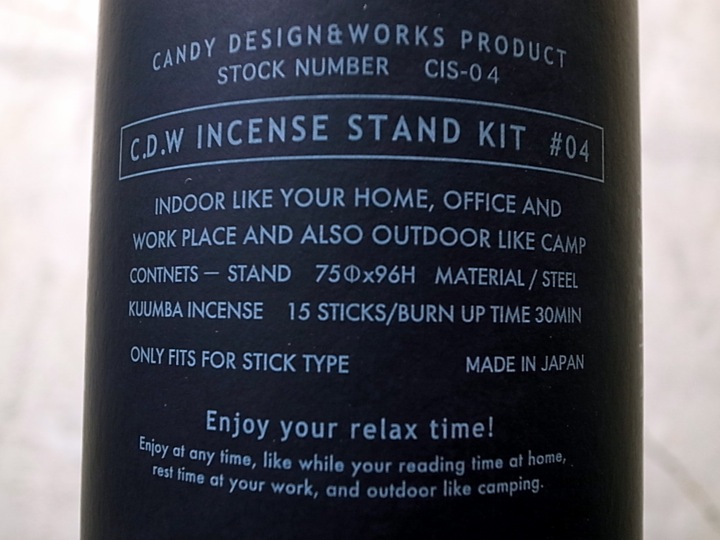 CANDY DESIGN&WORKS PRODUCT
STOCK NUMBER CIS-04
C.D.W INCENSE STAND KIT #04
INDOOR LIKE YOUR HOME, OFFICE AND
WORK PLACE AND ALSO OUTDOOR LIKE CAMP
CONTNETS — STAND 75Φx96H MATERIAL / STEEL
KUUMBA INCENSE 15 STICKS/BURN UP TIME 30MIN
ONLY FITS FOR STICK TYPE MADE IN JAPAN
Enjoy your relax time!
Enjoy at any time, like while your reading time at home,
rest time at your work, and outdoor like camping.